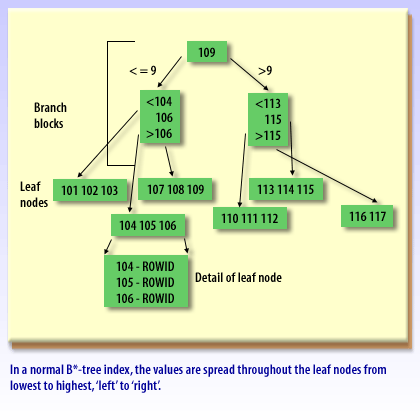 109
< = 9
>9
<104
106
>106
<113
115
>115
Branch
blocks
Leaf
nodes
101 102 103
107 108 109
113 114 115
104 105 106
110 111 112
116 117
104 - ROWID
105 - ROWID
106 - ROWID
Detail of leaf node
In a normal B*-tree index, the values are spread throughout the leaf nodes from
lowest to highest, 'left' to 'right'.